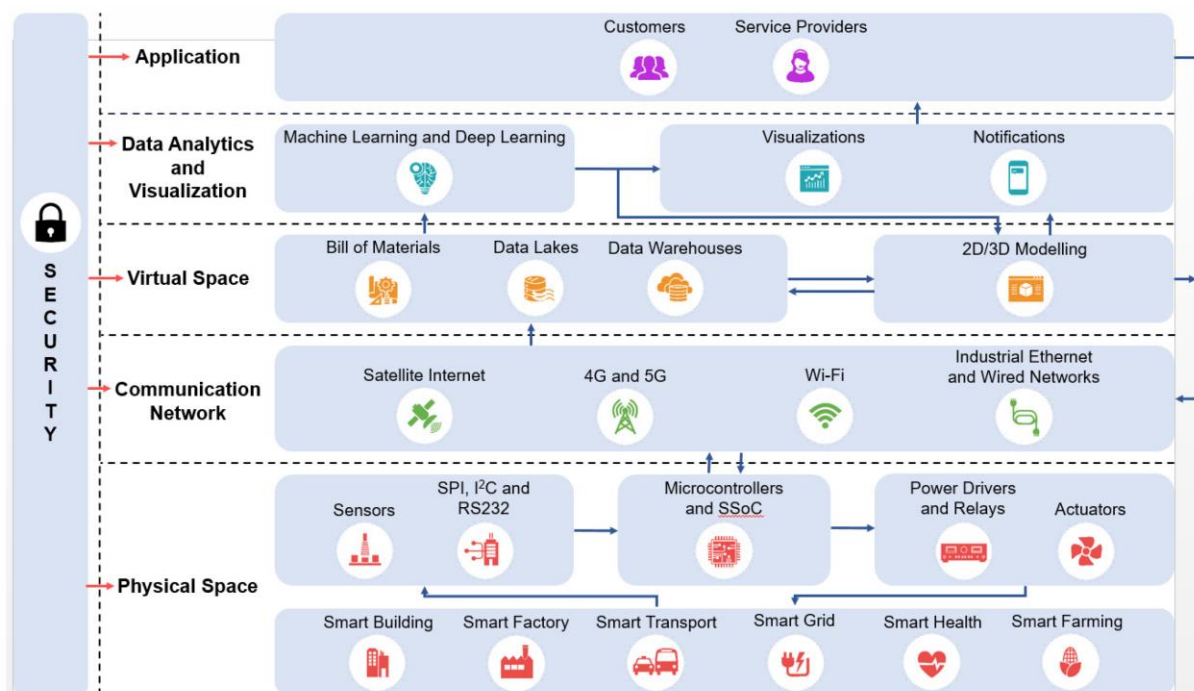 Customers
Service Providers
Application
Machine Learning and Deep Learning
Visualizations
Notifications
Data Analytics
and
Visualization
Bill of Materials
Data Lakes
Data Warehouses
2D/3D Modelling
Virtual Space
SECURITY
Satellite Internet
4G and 5G
Wi-Fi
Industrial Ethernet
and Wired Networks
Communication
Network
Sensors
SPI, I²C and
RS232
Microcontrollers
and SSoC
Power Drivers
and Relays
Actuators
Physical Space
Smart Building
Smart Factory
Smart Transport
Smart Grid
Smart Health
Smart Farming